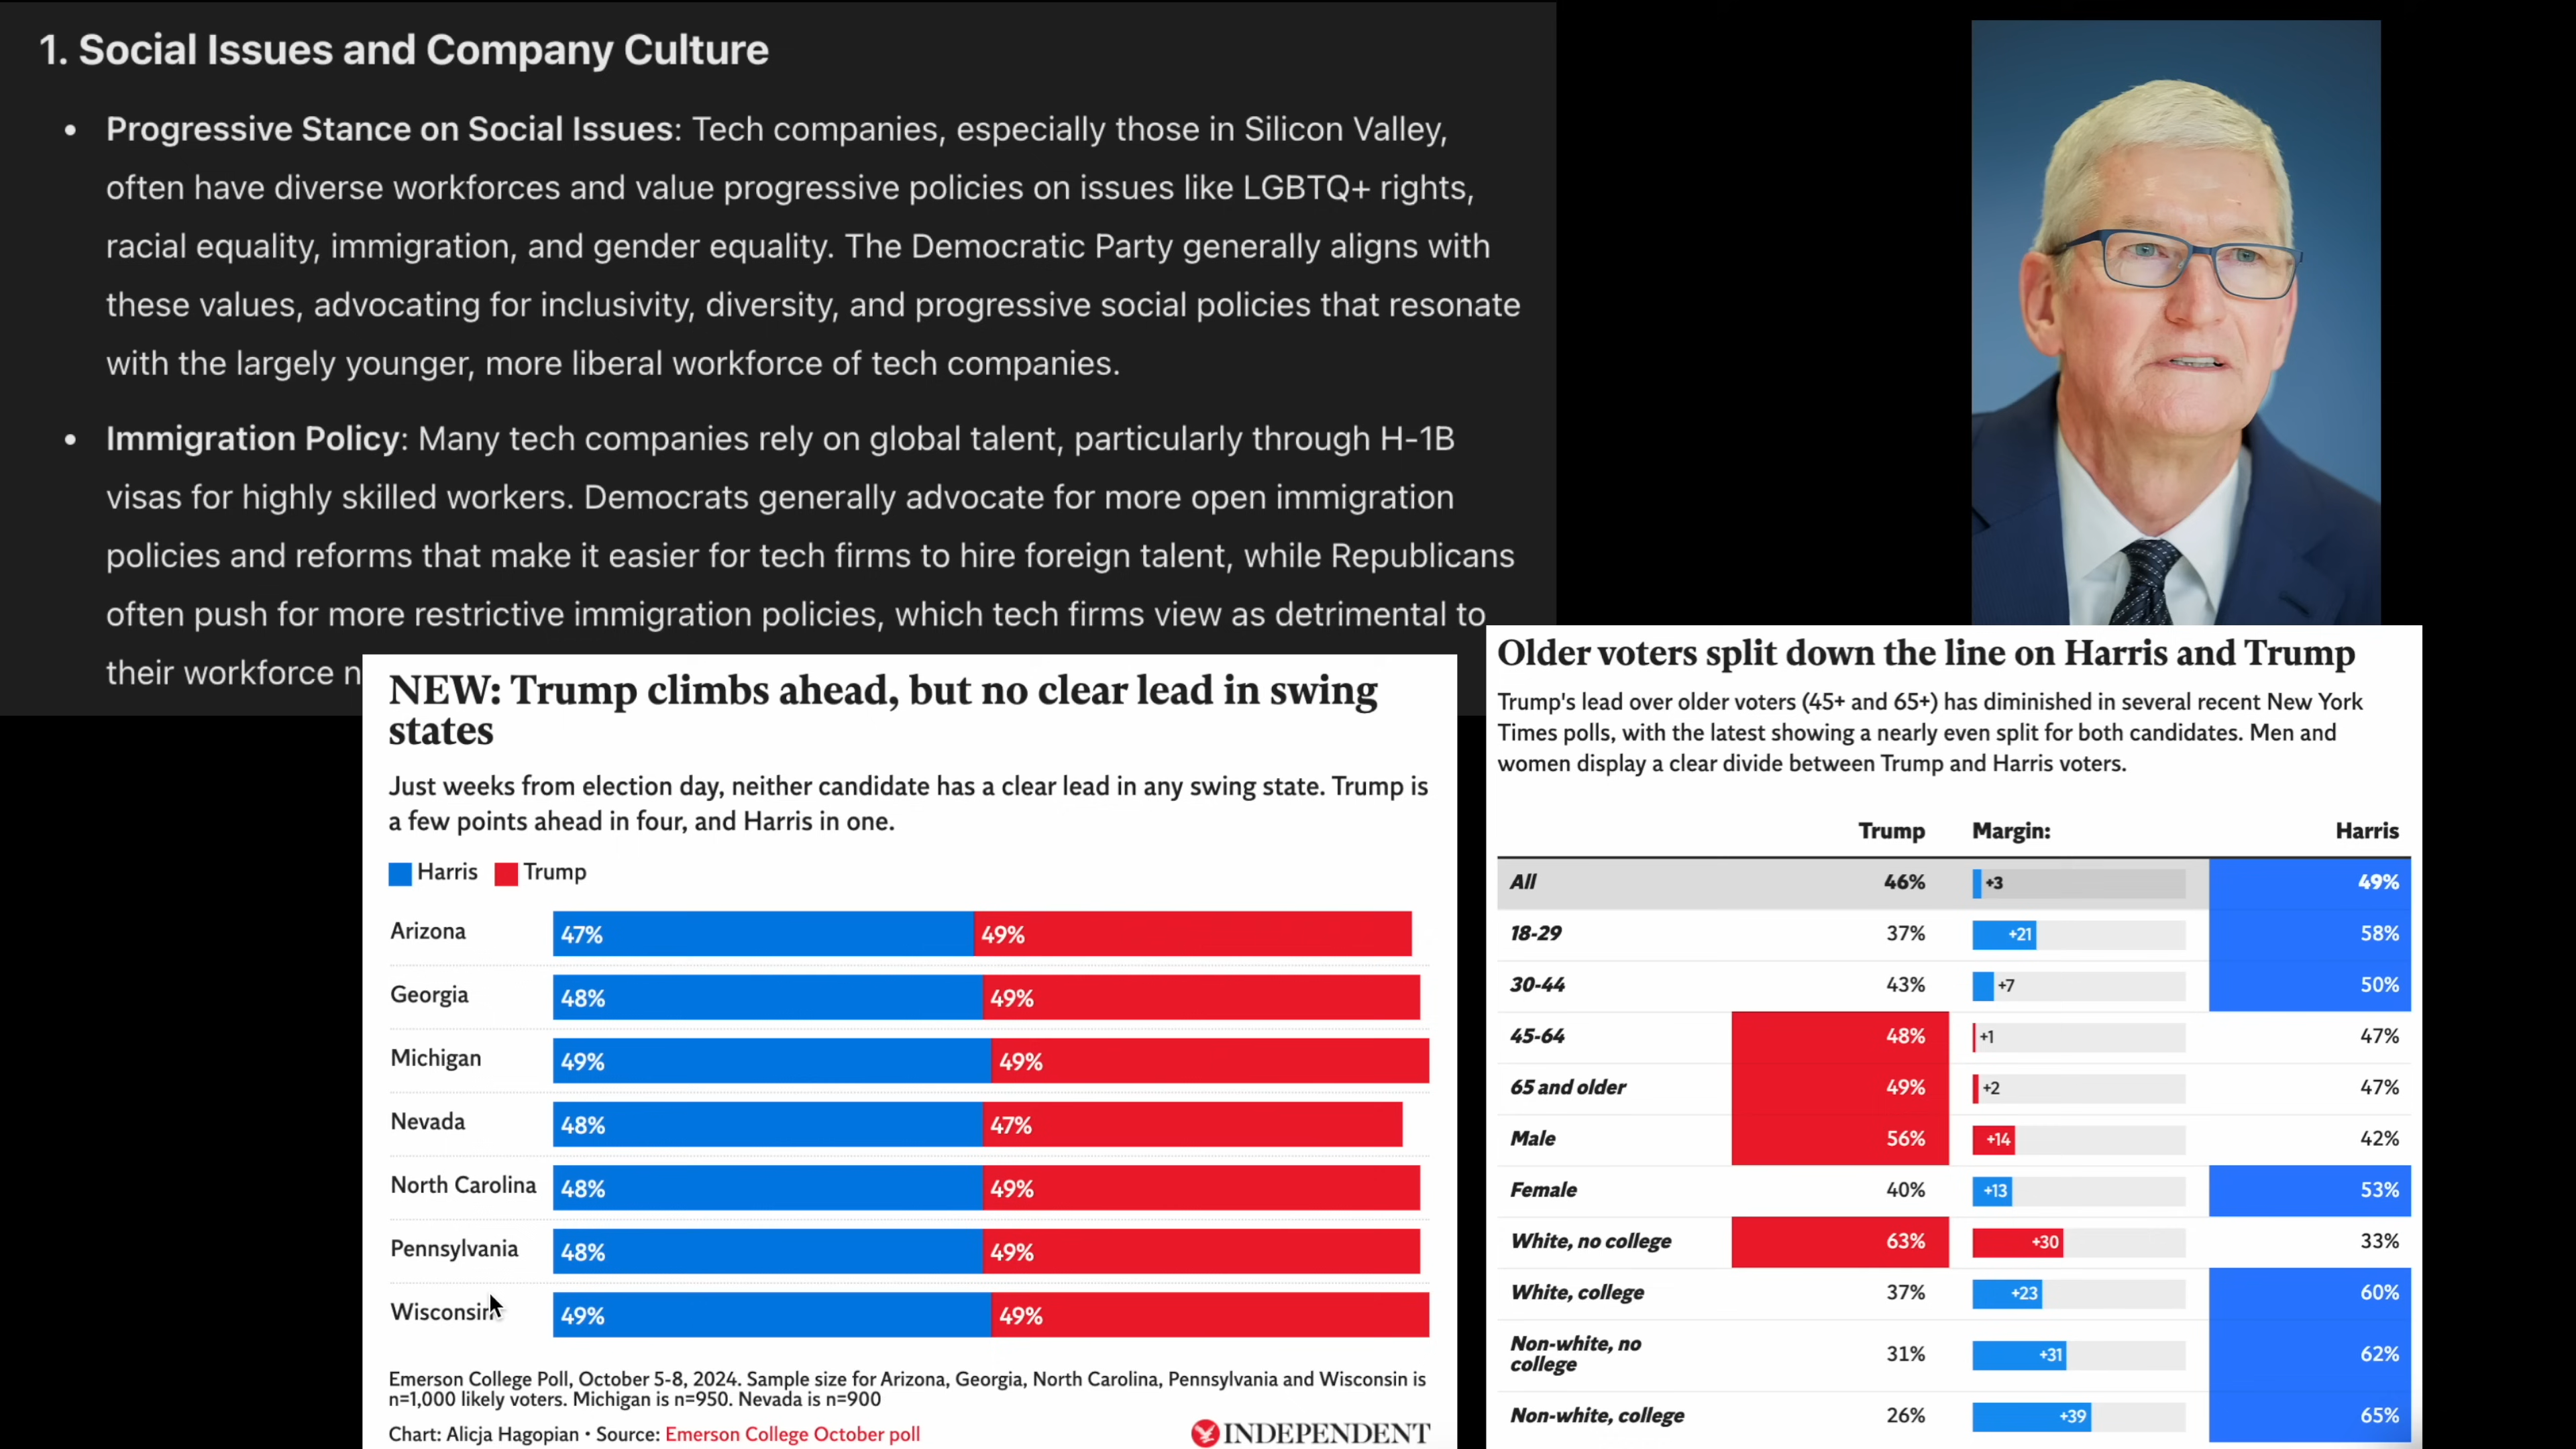 1. Social Issues and Company Culture
• Progressive Stance on Social Issues: Tech companies, especially those in Silicon Valley,
often have diverse workforces and value progressive policies on issues like LGBTQ+ rights,
racial equality, immigration, and gender equality. The Democratic Party generally aligns with
these values, advocating for inclusivity, diversity, and progressive social policies that resonate
with the largely younger, more liberal workforce of tech companies.
• Immigration Policy: Many tech companies rely on global talent, particularly through H-1B
visas for highly skilled workers. Democrats generally advocate for more open immigration
policies and reforms that make it easier for tech firms to hire foreign talent, while Republicans
often push for more restrictive immigration policies, which tech firms view as detrimental to
their workforce
NEW: Trump climbs ahead, but no clear lead in swing
states
Just weeks from election day, neither candidate has a clear lead in any swing state. Trump is
a few points ahead in four, and Harris in one.
Harris Trump
Arizona 47% 49%
Georgia 48% 49%
Michigan 49% 49%
Nevada 48% 47%
North Carolina 48% 49%
Pennsylvania 48% 49%
Wisconsin 49% 49%
Emerson College Poll, October 5-8, 2024. Sample size for Arizona, Georgia, North Carolina, Pennsylvania and Wisconsin is
n=1,000 likely voters. Michigan is n=950. Nevada is n=900
Chart: Alicja Hagopian • Source: Emerson College October poll
INDEPENDENT
Older voters split down the line on Harris and Trump
Trump's lead over older voters (45+ and 65+) has diminished in several recent New York
Times polls, with the latest showing a nearly even split for both candidates. Men and
women display a clear divide between Trump and Harris voters.
Trump Margin: Harris
All 46% +3 49%
18-29 37% +21 58%
30-44 43% +7 50%
45-64 48% +1 47%
65 and older 49% +2 47%
Male 56% +14 42%
Female 40% +13 53%
White, no college 63% +30 33%
White, college 37% +23 60%
Non-white, no
college 31% +31 62%
Non-white, college 26% +39 65%